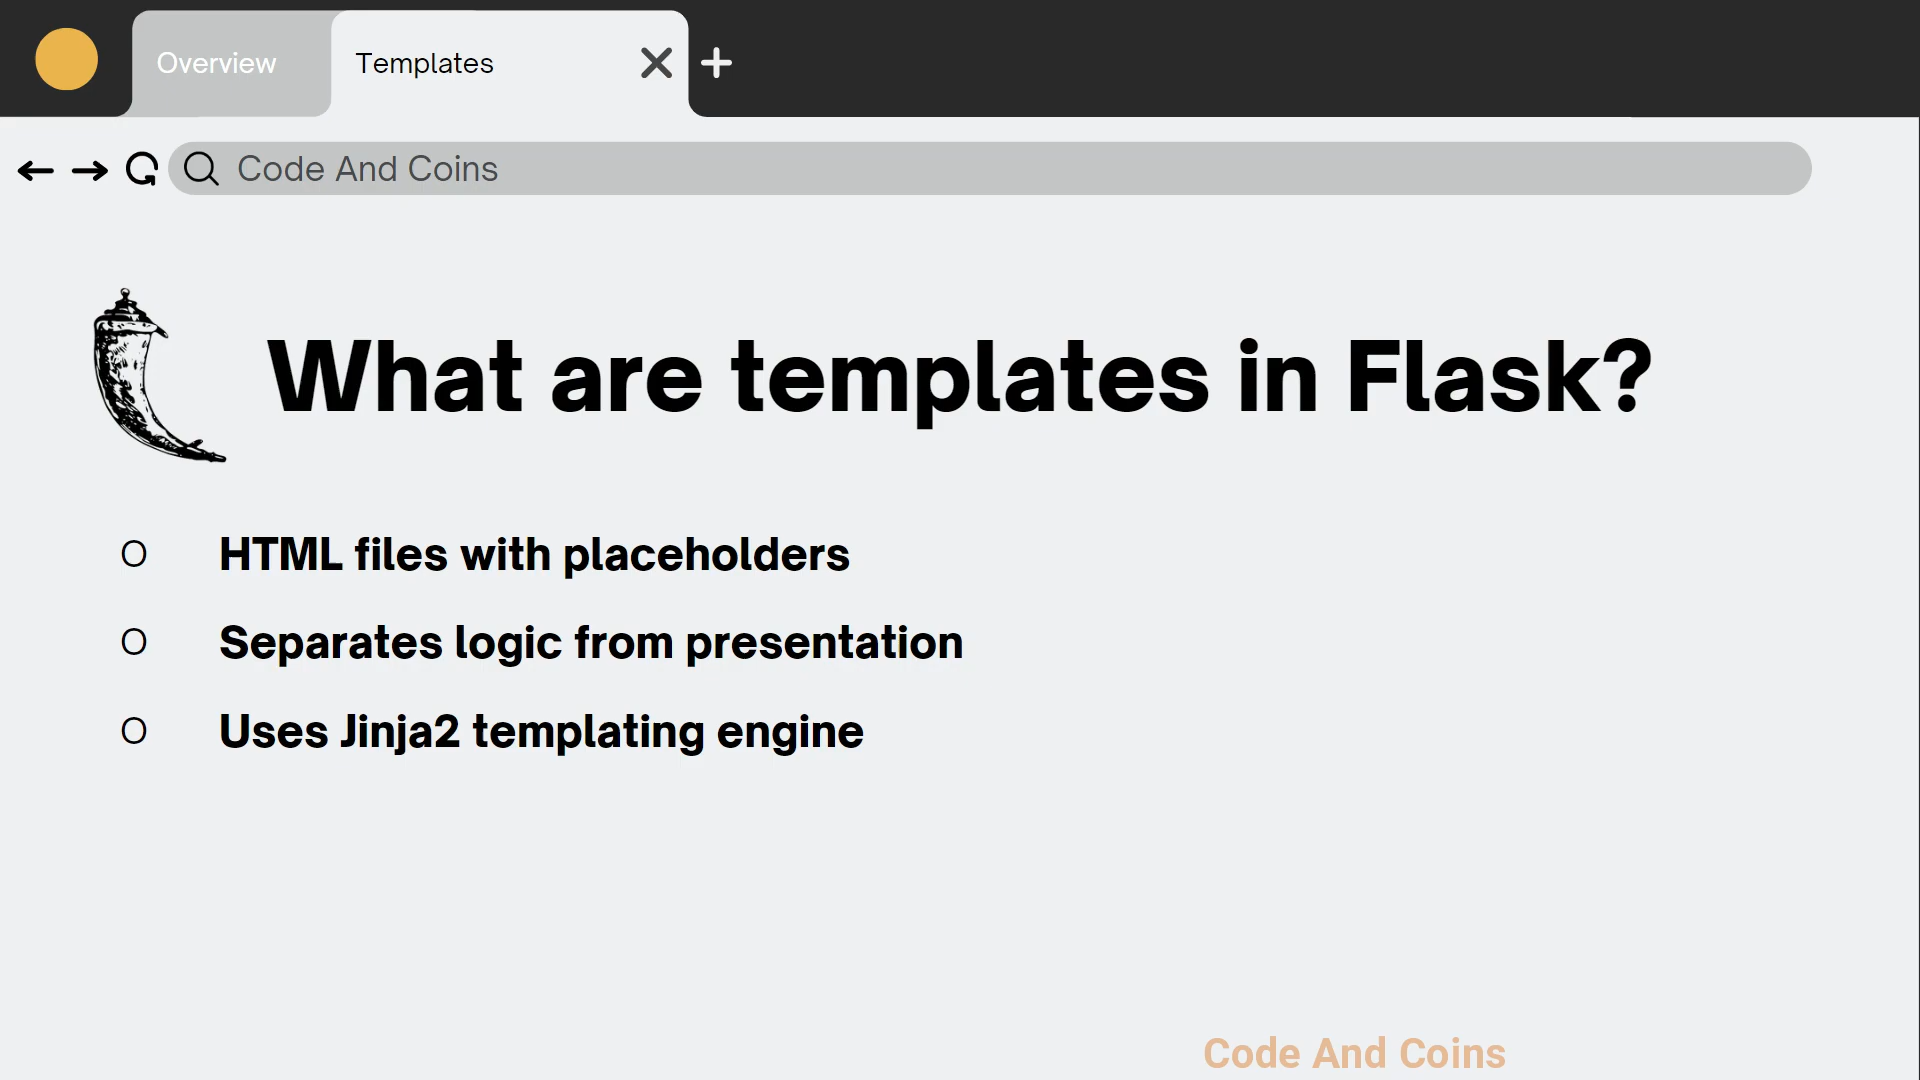 Overview
Templates
Code And Coins
What are templates in Flask?
O HTML files with placeholders
O Separates logic from presentation
O Uses Jinja2 templating engine
Code And Coins